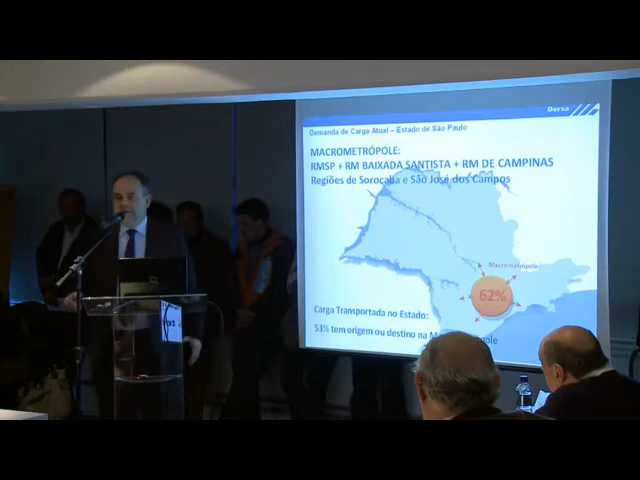 Dersa
Demanda de Carga Atual – Estado de São Paulo
MACROMETRÓPOLE:
RMSP + RM BAIXADA SANTISTA + RM DE CAMPINAS
Regiões de Sorocaba e São José dos Campos
Macrometrópole
62%
Carga Transportada no Estado:
53% tem origem ou destino na